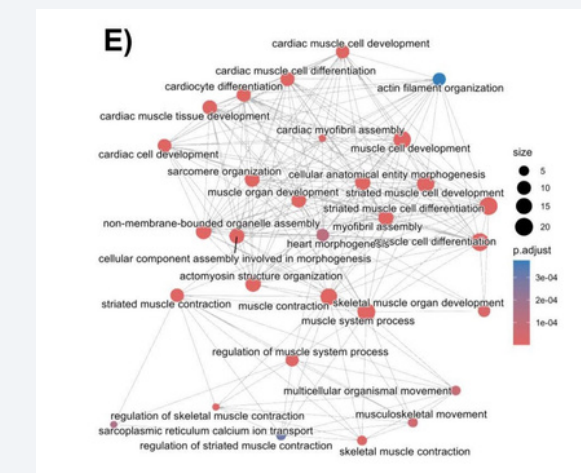 E)
cardiac muscle cell development
cardiac muscle cell differentiation
actin filament organization
cardiocyte differentiation
cardiac muscle tissue development
cardiac myofibril assembly
muscle cell development
cardiac cell development
size
5
10
15
20
sarcomere organization
cellular anatomical entity morphogenesis
muscle organ development
striated muscle cell development
striated muscle cell differentiation
non-membrane-bounded organelle assembly
myofibril assembly
heart morphogenesis
muscle cell differentiation
cellular component assembly involved in morphogenesis
p.adjust
3e-04
2e-04
1e-04
actomyosin structure organization
striated muscle contraction
muscle contraction
skeletal muscle organ development
muscle system process
regulation of muscle system process
multicellular organismal movement
regulation of skeletal muscle contraction
musculoskeletal movement
sarcoplasmic reticulum calcium ion transport
regulation of striated muscle contraction
skeletal muscle contraction